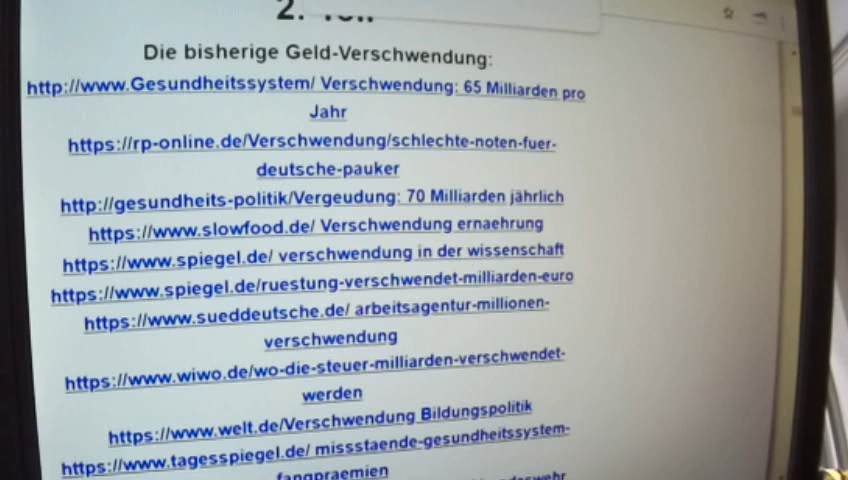 2. Teil
Die bisherige Geld-Verschwendung:
http://www.Gesundheitssystem/ Verschwendung: 65 Milliarden pro
Jahr
https://rp-online.de/Verschwendung/schlechte-noten-fuer-
deutsche-pauker
http://gesundheits-politik/Vergeudung: 70 Milliarden jährlich
https://www.slowfood.de/ Verschwendung ernaehrung
https://www.spiegel.de/ verschwendung in der wissenschaft
https://www.spiegel.de/ruestung-verschwendet-milliarden-euro
https://www.sueddeutsche.de/ arbeitsagentur-millionen-
verschwendung
https://www.wiwo.de/wo-die-steuer-milliarden-verschwendet-
werden
https://www.welt.de/Verschwendung Bildungspolitik
https://www.tagesspiegel.de/ missstaende-gesundheitssystem-
fangpraemien